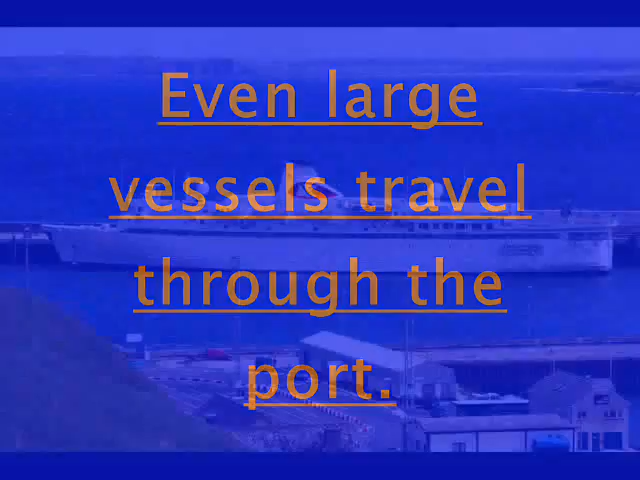 Even large
vessels travel
through the
port.